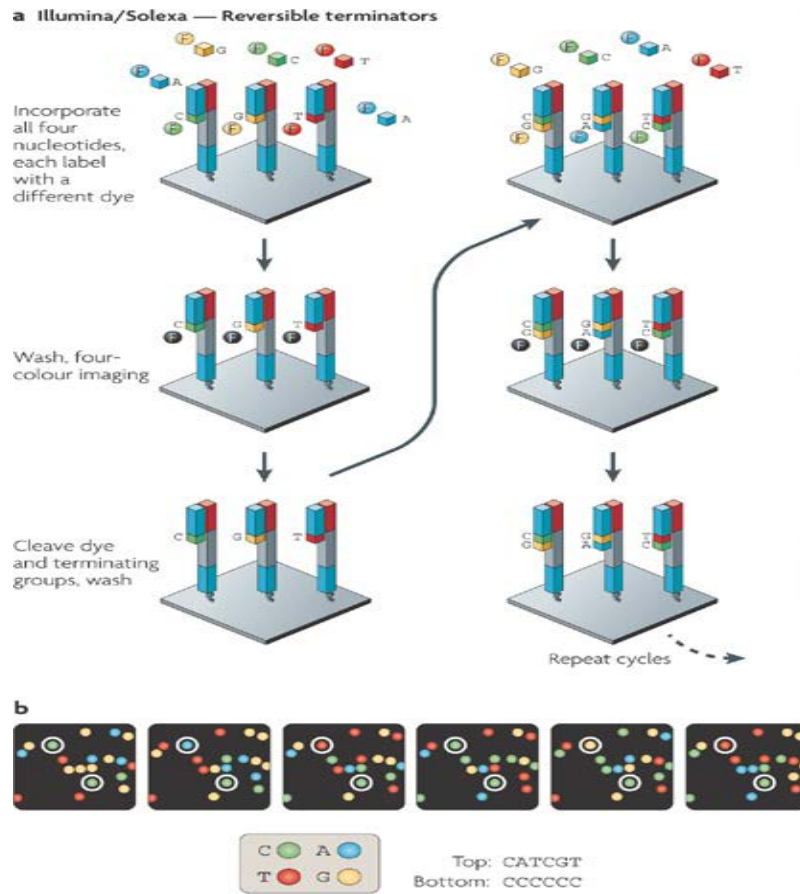 a Illumina/Solexa — Reversible terminators
F G F C F T
F A
C G T F A
F F F
Incorporate
all four
nucleotides,
each label
with a
different dye
F G F C F A F T
C G T
G A C
F F F
Wash, four-
colour imaging
C G T
F F F
C G T
G A C
F F F
Cleave dye
and terminating
groups, wash
C G T
C G T
G A C
Repeat cycles
b
C A
T G
Top: CATCGT
Bottom: CCCCCC